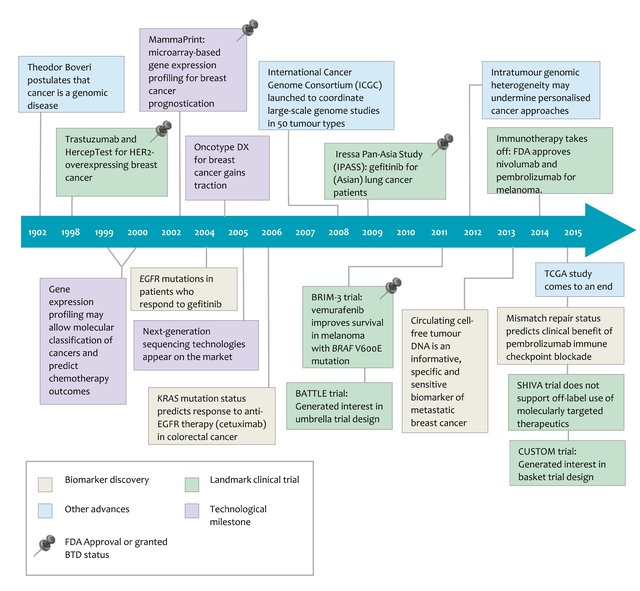 Theodor Boveri
postulates that
cancer is a genomic
disease
MammaPrint:
microarray-based
gene expression
profiling for breast
cancer
prognostication
International Cancer
Genome Consortium (ICGC)
launched to coordinate
large-scale genome studies
in 50 tumour types
Intratumour genomic
heterogeneity may
undermine personalised
cancer approaches
Trastuzumab and
HercepTest for HER2-
overexpressing breast
cancer
Oncotype DX
for breast
cancer gains
traction
Iressa Pan-Asia Study
(IPASS): gefitinib for
(Asian) lung cancer
patients
Immunotherapy takes
off: FDA approves
nivolumab and
pembrolizumab for
melanoma.
1902 1998 1999 2000 2002 2004 2005 2006 2007 2008 2009 2010 2011 2012 2013 2014 2015
Gene
expression
profiling may
allow molecular
classification of
cancers and
predict
chemotherapy
outcomes
EGFR mutations in
patients who
respond to gefitinib
Next-generation
sequencing technologies
appear on the market
KRAS mutation status
predicts response to anti-
EGFR therapy (cetuximab)
in colorectal cancer
BRIM-3 trial:
vemurafenib
improves survival
in melanoma
with BRAF V600E
mutation
BATTLE trial:
Generated interest in
umbrella trial design
Circulating cell-
free tumour
DNA is an
informative,
specific and
sensitive
biomarker of
metastatic
breast cancer
TCGA study
comes to an end
Mismatch repair status
predicts clinical benefit of
pembrolizumab immune
checkpoint blockade
SHIVA trial does not
support off-label use of
molecularly targeted
therapeutics
CUSTOM trial:
Generated interest in
basket trial design
Biomarker discovery
Landmark clinical trial
Other advances
Technological
milestone
FDA Approval or granted
BTD status